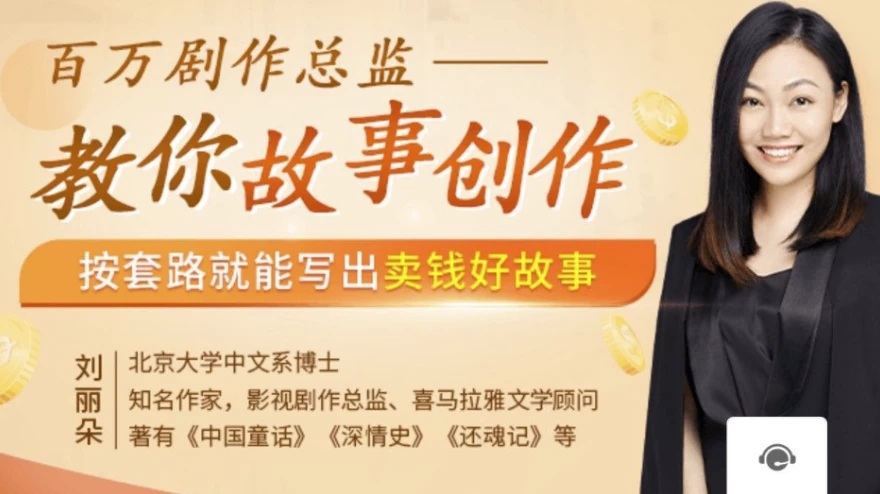 百万剧作总监——
教你故事创作
按套路就能写出卖钱好故事
刘丽朵
北京大学中文系博士
知名作家，影视剧作总监、喜马拉雅文学顾问
著有《中国童话》《深情史》《还魂记》等